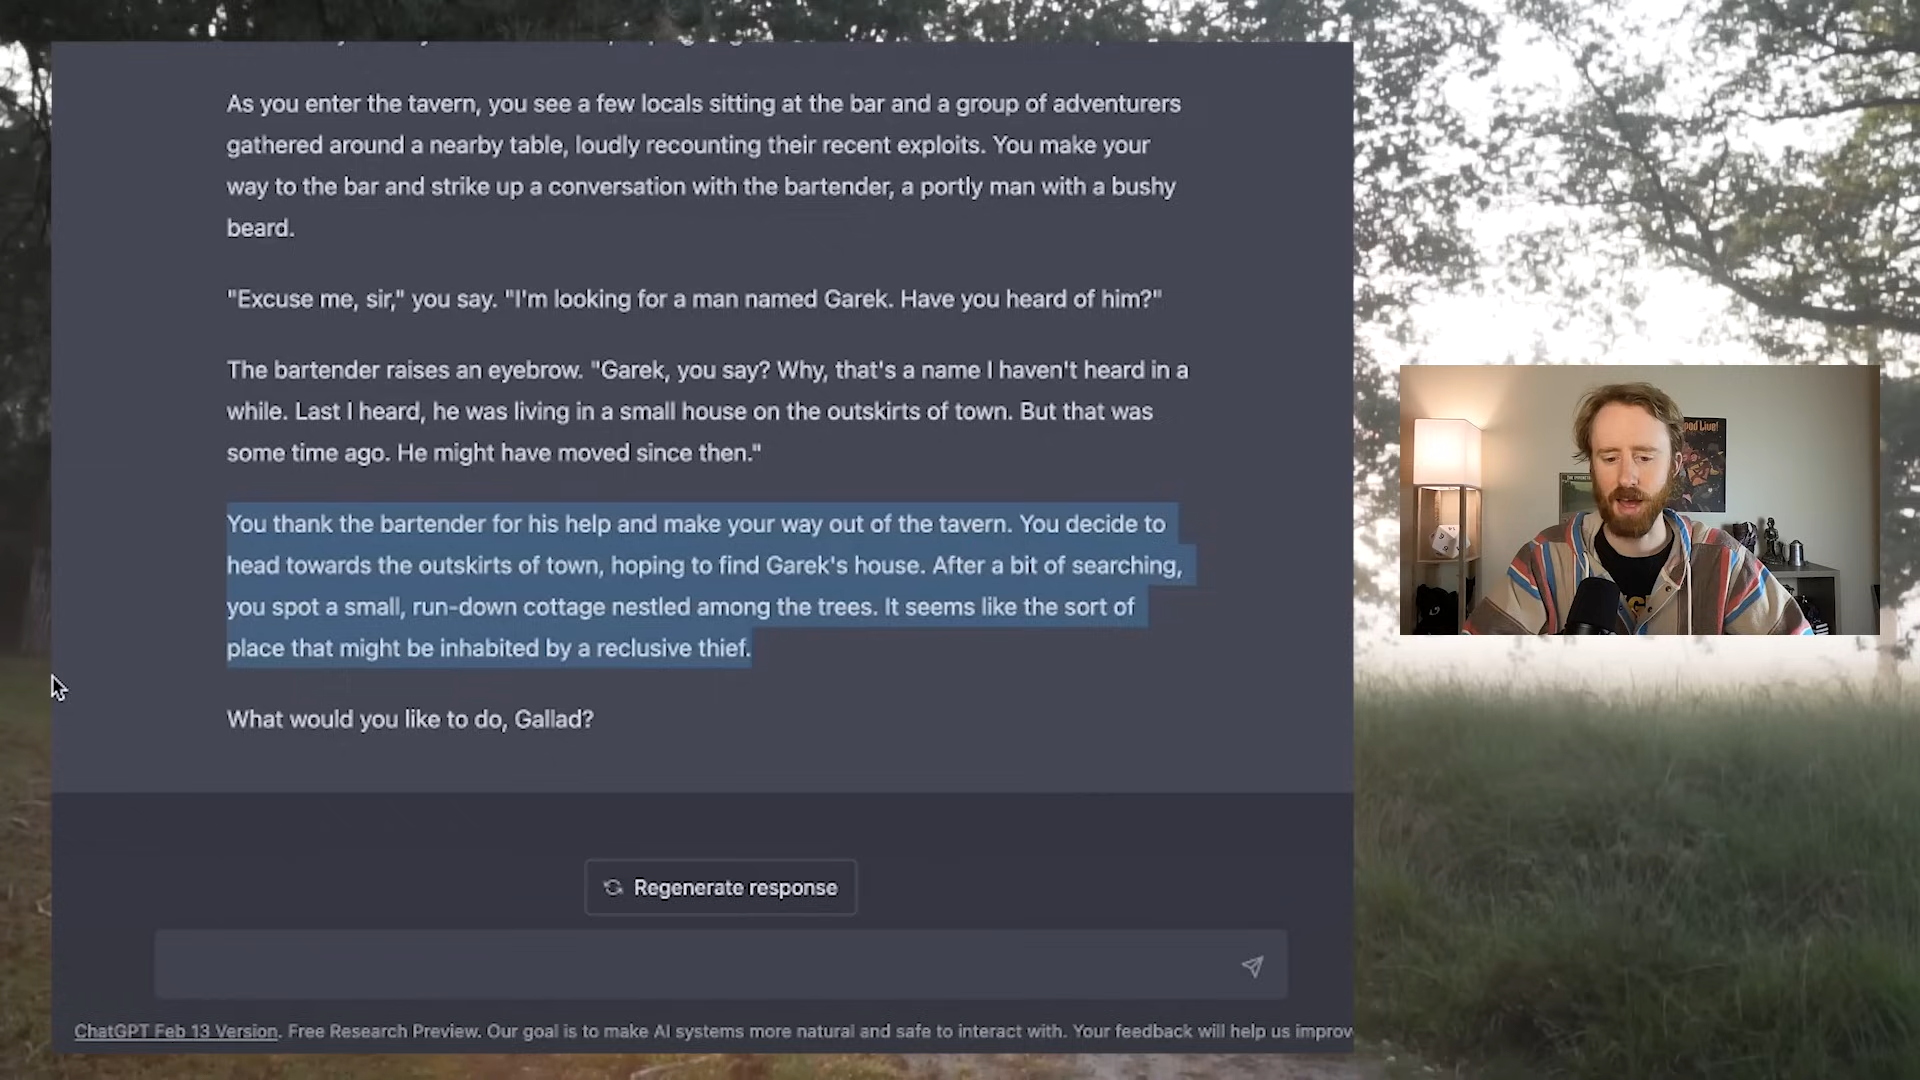 As you enter the tavern, you see a few locals sitting at the bar and a group of adventurers
gathered around a nearby table, loudly recounting their recent exploits. You make your
way to the bar and strike up a conversation with the bartender, a portly man with a bushy
beard.
"Excuse me, sir," you say. "I'm looking for a man named Garek. Have you heard of him?"
The bartender raises an eyebrow. "Garek, you say? Why, that's a name I haven't heard in a
while. Last I heard, he was living in a small house on the outskirts of town. But that was
some time ago. He might have moved since then."
You thank the bartender for his help and make your way out of the tavern. You decide to
head towards the outskirts of town, hoping to find Garek's house. After a bit of searching,
you spot a small, run-down cottage nestled among the trees. It seems like the sort of
place that might be inhabited by a reclusive thief.
What would you like to do, Gallad?
Regenerate response
ChatGPT Feb 13 Version. Free Research Preview. Our goal is to make AI systems more natural and safe to interact with. Your feedback will help us improv
Live!